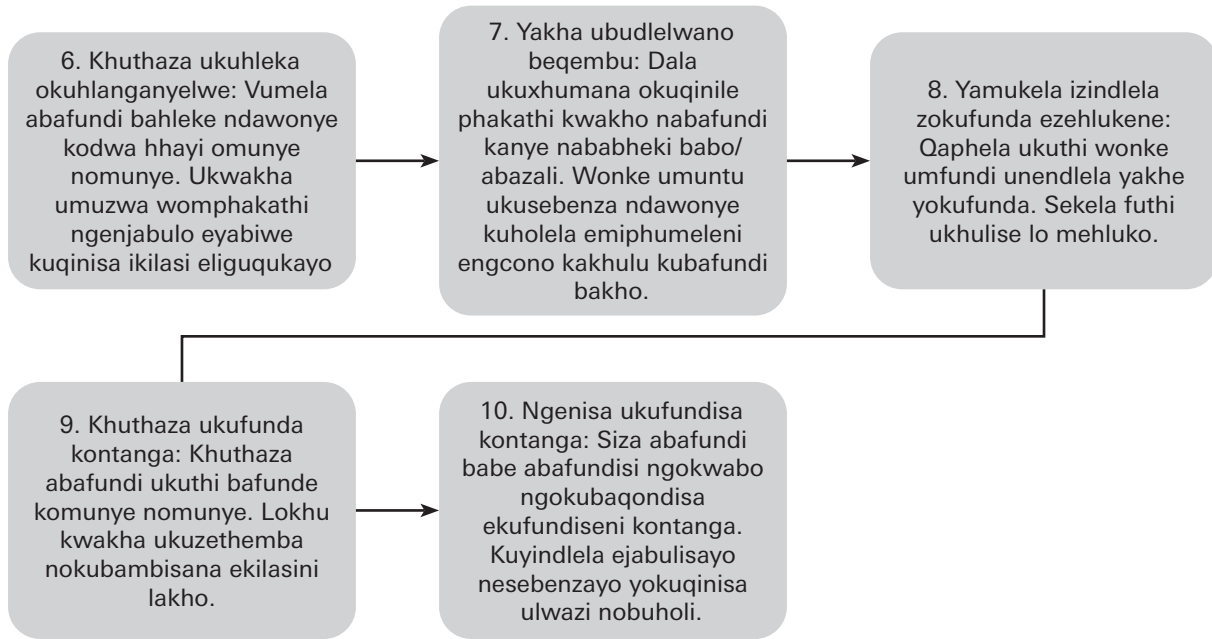 6. Khuthaza ukuhleka
okuhlanganyelwe: Vumela
abafundi bahleke ndawonye
kodwa hhayi omunye
nomunye. Ukwakha
umuzwa womphakathi
ngenjabulo eyabiwe
kuqinisa ikilasi eliguqukayo
7. Yakha ubudlelwano
beqembu: Dala
ukuxhumana okuqinile
phakathi kwakho nabafundi
kanye nababheki babo/
abazali. Wonke umuntu
ukusebenza ndawonye
kuholela emiphumeleni
engcono kakhulu kubafundi
bakho.
8. Yamukela izindlela
zokufunda ezehlukene:
Qaphela ukuthi wonke
umfundi unendlela yakhe
yokufunda. Sekela futhi
ukhulise lo mehluko.
9. Khuthaza ukufunda
kontanga: Khuthaza
abafundi ukuthi bafunde
komunye nomunye. Lokhu
kwakha ukuzethemba
nokubambisana ekilasini
lakho.
10. Ngenisa ukufundisa
kontanga: Siza abafundi
babe abafundisi ngokwabo
ngokubaqondisa
ekufundiseni kontanga.
Kuyindlela ejabulisayo
nesebenzayo yokuqinisa
ulwazi nobuholi.